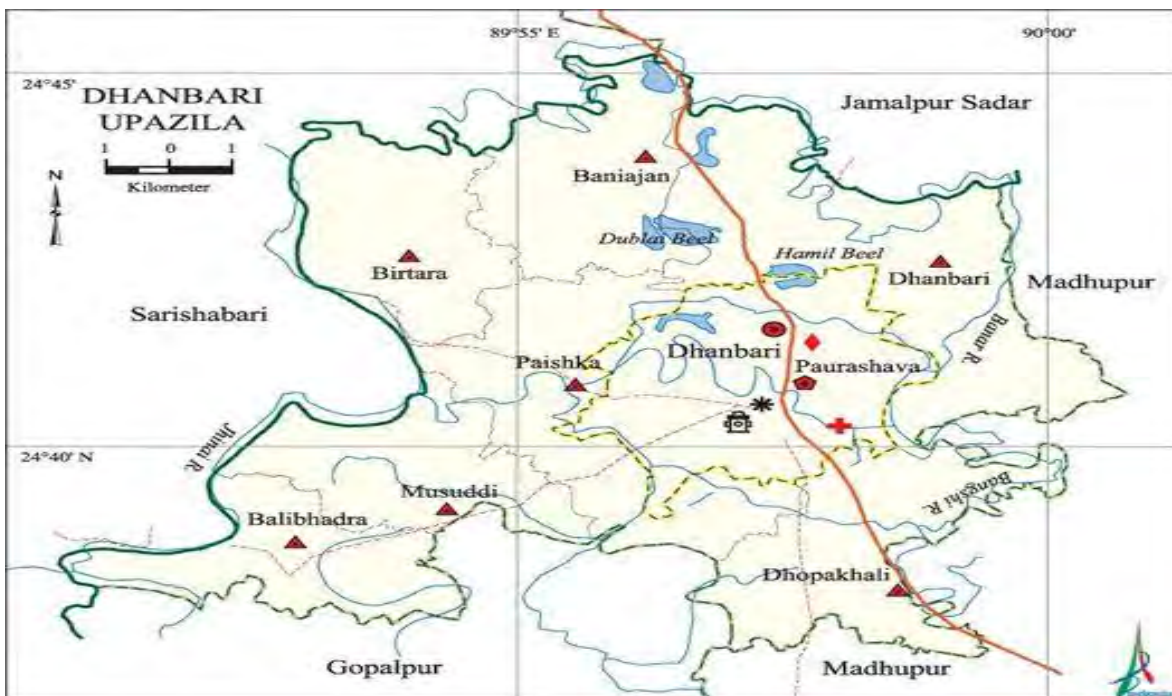 89°55' E
90°00'
24°45'
DHANBARI
UPAZILA
1 0 1
Kilometer
N
Jamalpur Sadar
Baniajan
Dublai Beel
Hamil Beel
Birtara
Dhanbari
Madhupur
Sarishabari
Banar R.
Dhanbari
Paishka
Paurashava
Jhinai R.
24°40' N
Musuddi
Bangshi R.
Balibhadra
Dhopakhali
Gopalpur
Madhupur